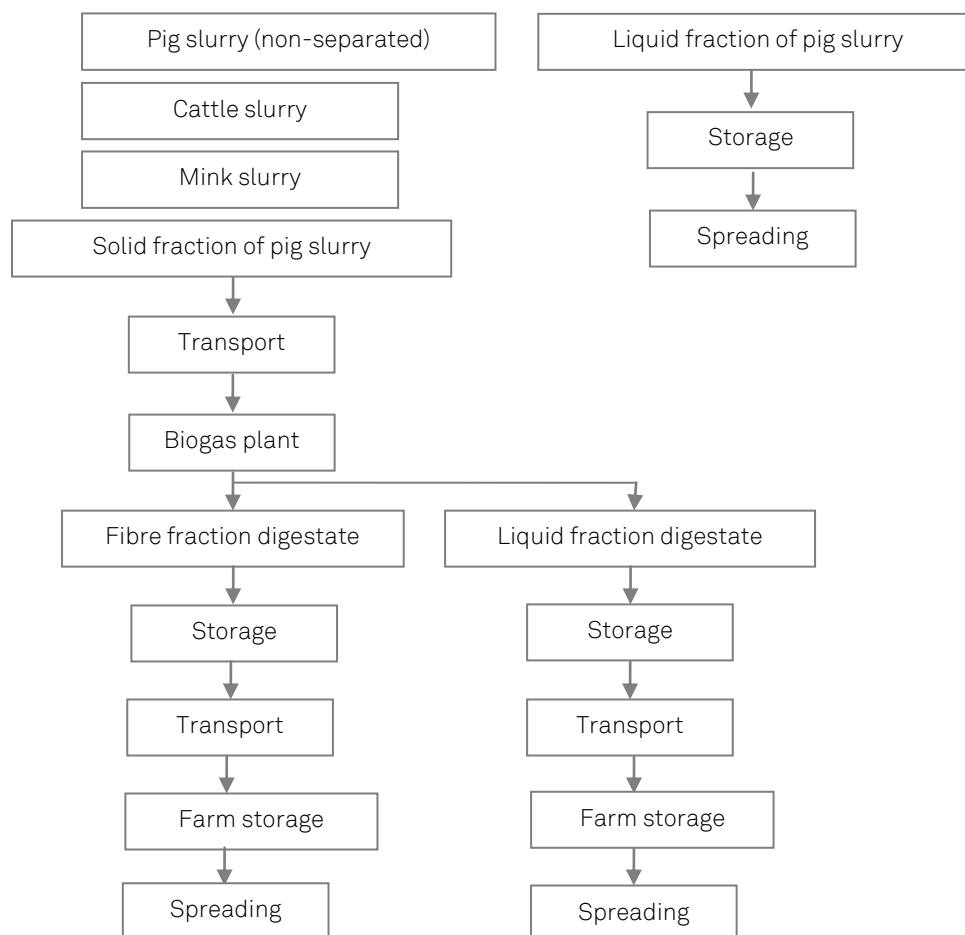 Pig slurry (non-separated)
Liquid fraction of pig slurry
Cattle slurry
Storage
Mink slurry
Spreading
Solid fraction of pig slurry
Transport
Biogas plant
Fibre fraction digestate
Liquid fraction digestate
Storage
Storage
Transport
Transport
Farm storage
Farm storage
Spreading
Spreading